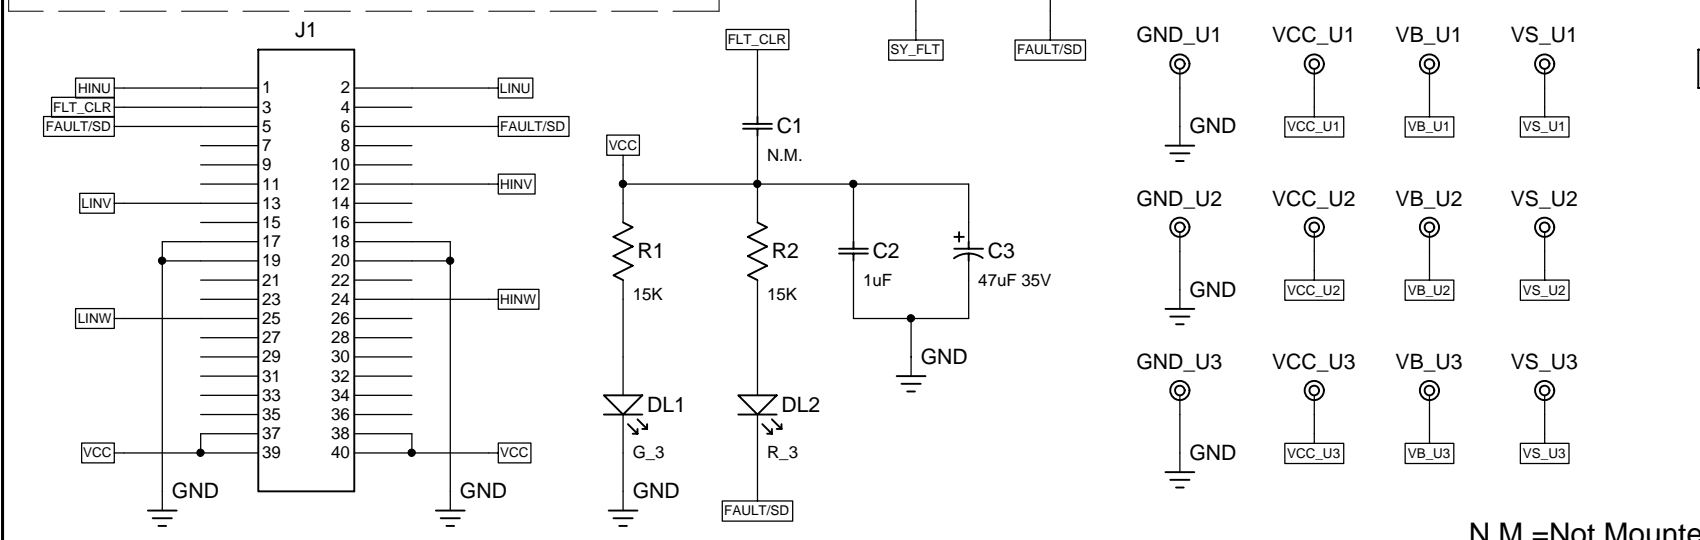 J1
HINU 1 2 LINU
FLT_CLR 3 4
FAULT/SD 5 6 FAULT/SD
7 8
9 10
11 12 HINV
LINV 13 14
15 16
17 18
19 20
21 22
23 24 HINW
LINW 25 26
27 28
29 30
31 32
33 34
35 36
37 38
VCC 39 40 VCC
GND GND
FLT_CLR
C1
N.M.
VCC
R1
15K
R2
15K
C2
1uF
C3
+
47uF 35V
GND
DL1
G_3
GND
DL2
R_3
FAULT/SD
SY_FLT FAULT/SD
GND_U1 VCC_U1 VB_U1 VS_U1
GND VCC_U1 VB_U1 VS_U1
GND_U2 VCC_U2 VB_U2 VS_U2
GND VCC_U2 VB_U2 VS_U2
GND_U3 VCC_U3 VB_U3 VS_U3
GND VCC_U3 VB_U3 VS_U3
N.M.=Not Mounte